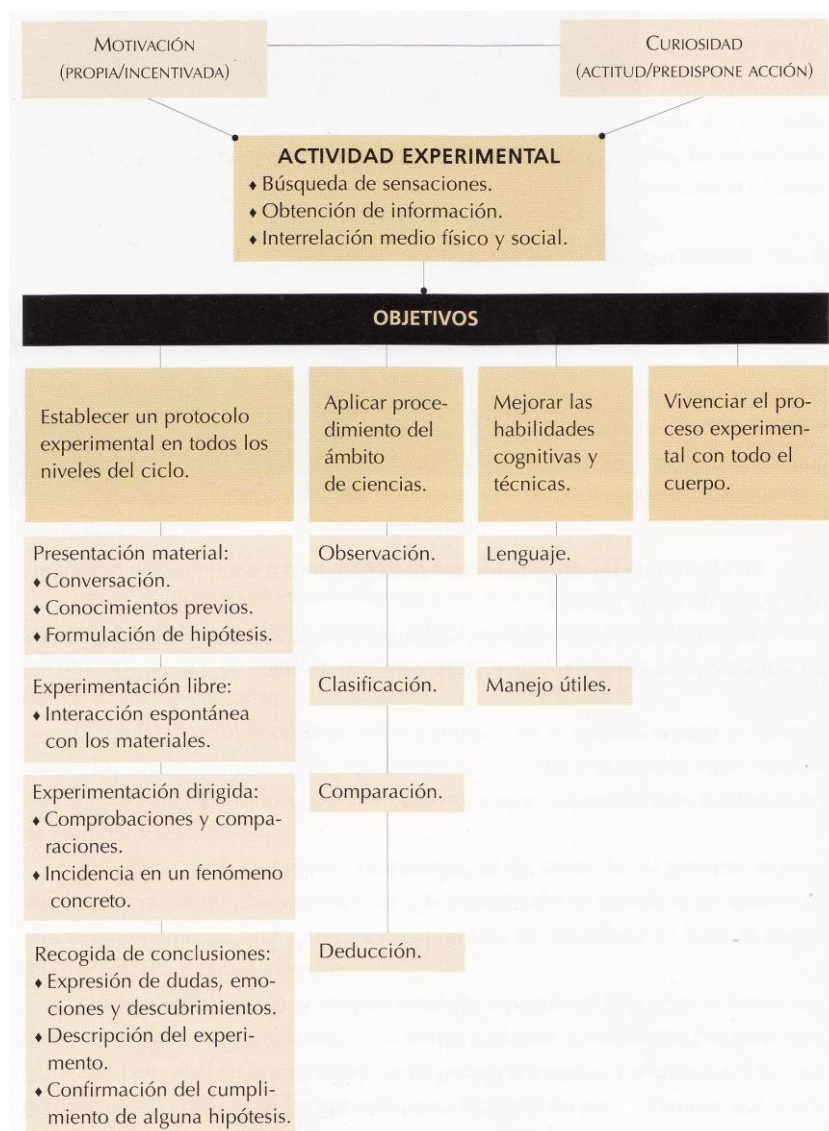 MOTIVACIÓN
(PROPIA/INCENTIVADA)
CURIOSIDAD
(ACTITUD/PREDISPONE ACCIÓN)
ACTIVIDAD EXPERIMENTAL
♦ Búsqueda de sensaciones.
♦ Obtención de información.
♦ Interrelación medio físico y social.
OBJETIVOS
Establecer un protocolo
experimental en todos los
niveles del ciclo.
Presentación material:
♦ Conversación.
♦ Conocimientos previos.
♦ Formulación de hipótesis.
Experimentación libre:
♦ Interacción espontánea
con los materiales.
Experimentación dirigida:
♦ Comprobaciones y compa-
raciones.
♦ Incidencia en un fenómeno
concreto.
Recogida de conclusiones:
♦ Expresión de dudas, emo-
ciones y descubrimientos.
♦ Descripción del experi-
mento.
♦ Confirmación del cumpli-
miento de alguna hipótesis.
Aplicar proce-
dimiento del
ámbito
de ciencias.
Observación.
Clasificación.
Comparación.
Deducción.
Mejorar las
habilidades
cognitivas y
técnicas.
Lenguaje.
Manejo útiles.
Vivenciar el pro-
ceso experimen-
tal con todo el
cuerpo.